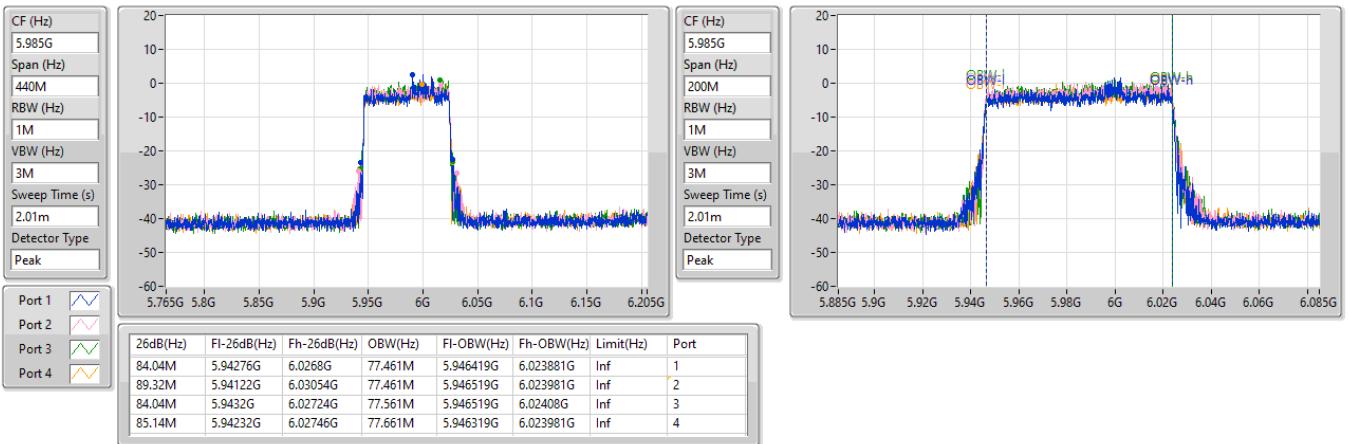 CF (Hz)
5.985G
Span (Hz)
440M
RBW (Hz)
1M
VBW (Hz)
3M
Sweep Time (s)
2.01m
Detector Type
Peak
20
10
0
-10
-20
-30
-40
-50
-60
5.765G 5.8G 5.85G 5.9G 5.95G 6G 6.05G 6.1G 6.15G 6.205G
CF (Hz)
5.985G
Span (Hz)
200M
RBW (Hz)
1M
VBW (Hz)
3M
Sweep Time (s)
2.01m
Detector Type
Peak
20
10
0
-10
-20
-30
-40
-50
-60
OBW-l OBW-h
5.885G 5.9G 5.92G 5.94G 5.96G 5.98G 6G 6.02G 6.04G 6.06G 6.085G
Port 1
Port 2
Port 3
Port 4
26dB(Hz) Fl-26dB(Hz) Fh-26dB(Hz) OBW(Hz) Fl-OBW(Hz) Fh-OBW(Hz) Limit(Hz) Port
84.04M 5.94276G 6.0268G 77.461M 5.946419G 6.023881G Inf 1
89.32M 5.94122G 6.03054G 77.461M 5.946519G 6.023981G Inf 2
84.04M 5.9432G 6.02724G 77.561M 5.946519G 6.02408G Inf 3
85.14M 5.94232G 6.02746G 77.661M 5.946319G 6.023981G Inf 4